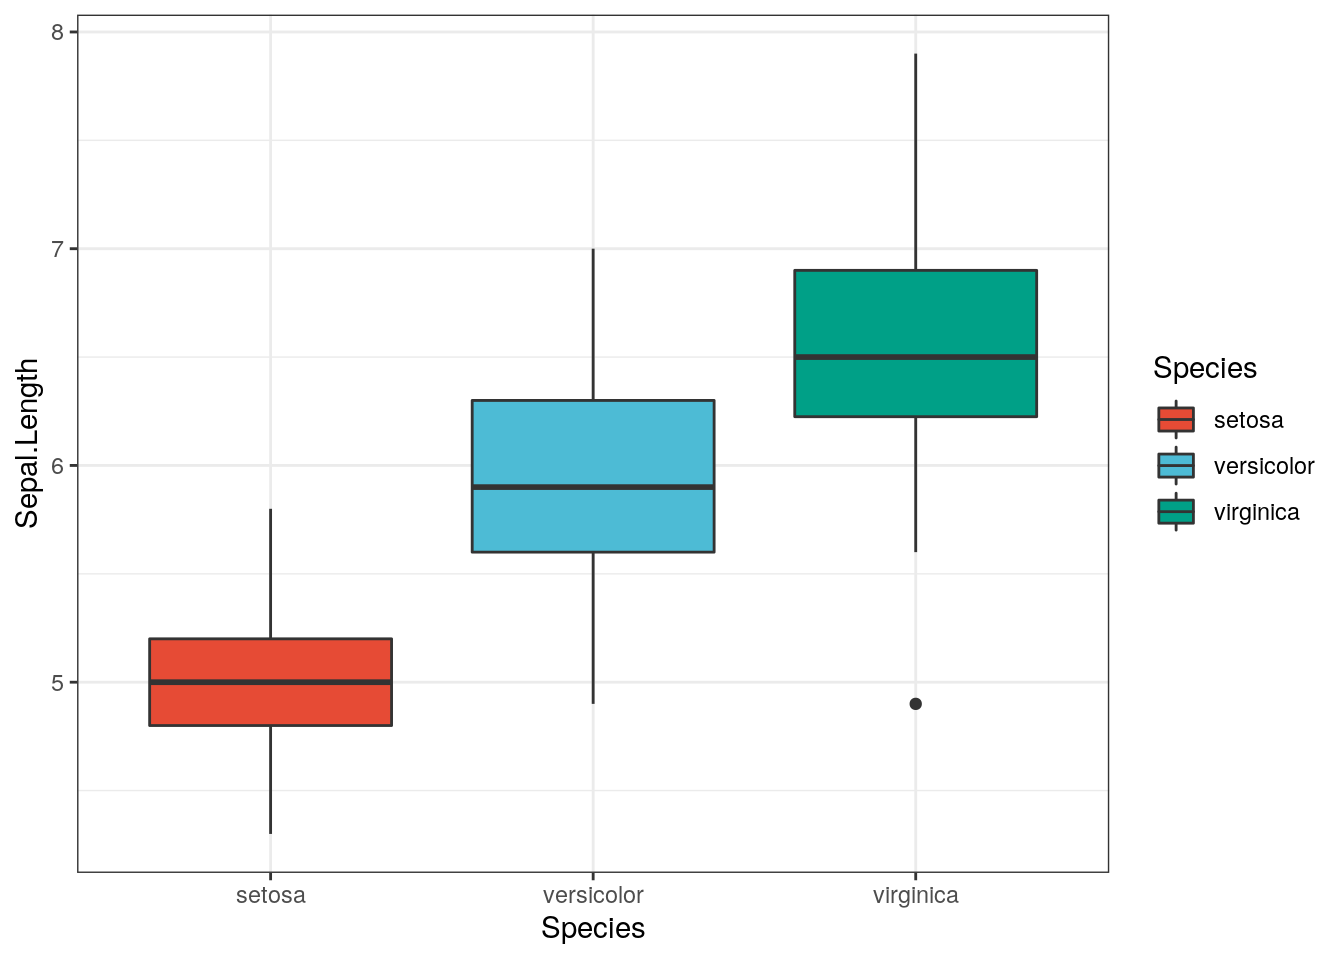 Sepal.Length
8
7
6
5
setosa
versicolor
virginica
Species
Species
setosa
versicolor
virginica